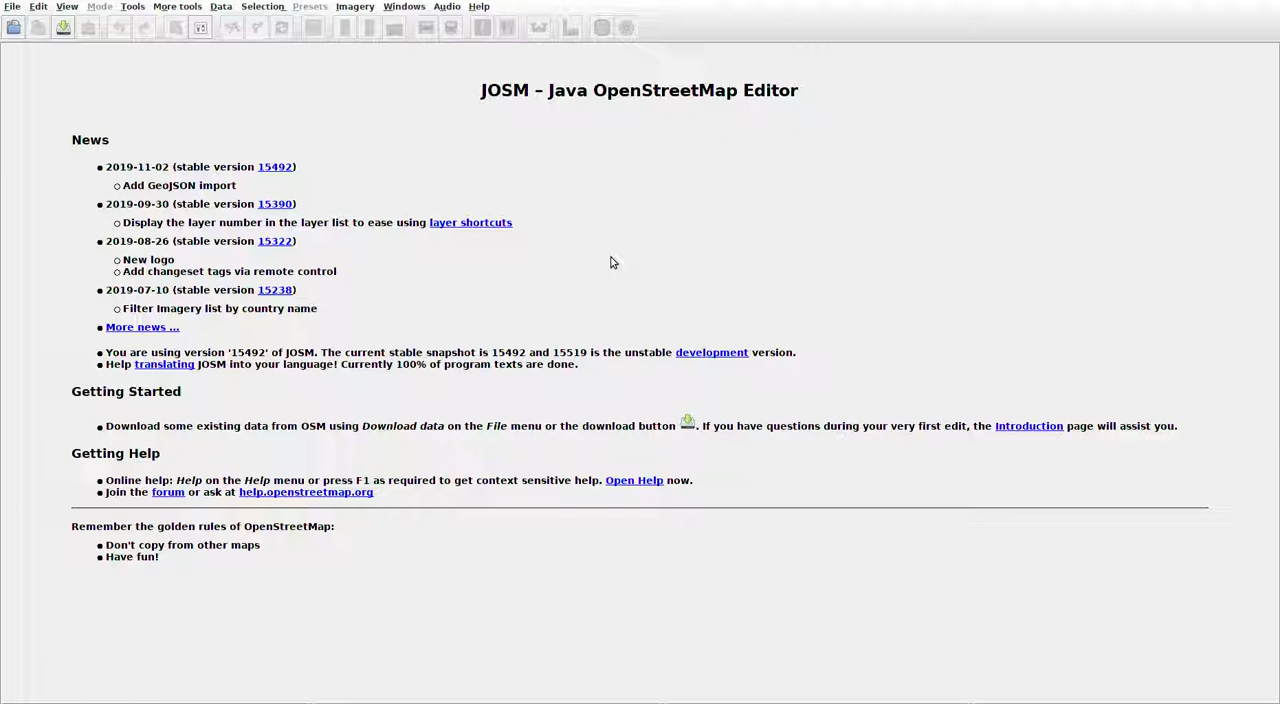 File Edit View Mode Tools More tools Data Selection Presets Imagery Windows Audio Help
JOSM – Java OpenStreetMap Editor
News
2019-11-02 (stable version 15492)
Add GeoJSON import
2019-09-30 (stable version 15390)
Display the layer number in the layer list to ease using layer shortcuts
2019-08-26 (stable version 15322)
New logo
Add changeset tags via remote control
2019-07-10 (stable version 15238)
Filter Imagery list by country name
More news ...
You are using version '15492' of JOSM. The current stable snapshot is 15492 and 15519 is the unstable development version.
Help translating JOSM into your language! Currently 100% of program texts are done.
Getting Started
Download some existing data from OSM using Download data on the File menu or the download button . If you have questions during your very first edit, the Introduction page will assist you.
Getting Help
Online help: Help on the Help menu or press F1 as required to get context sensitive help. Open Help now.
Join the forum or ask at help.openstreetmap.org
Remember the golden rules of OpenStreetMap:
Don't copy from other maps
Have fun!